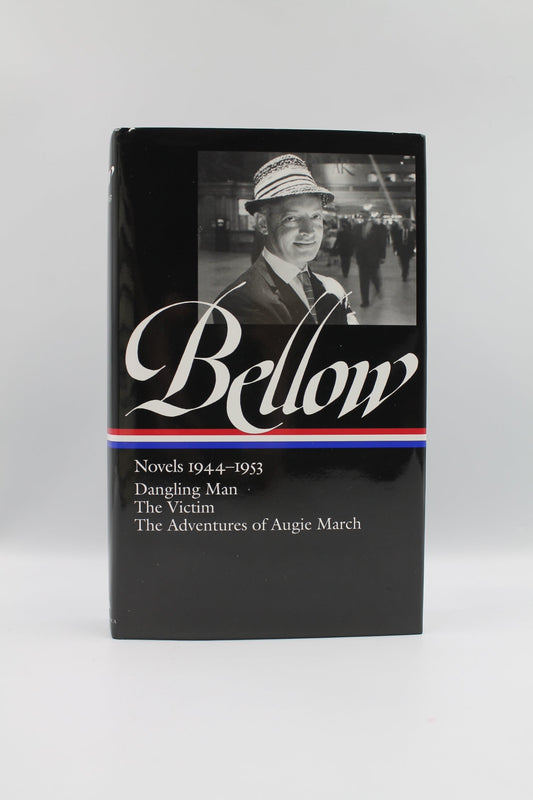 Bellow
Novels 1944–1953
Dangling Man
The Victim
The Adventures of Augie March